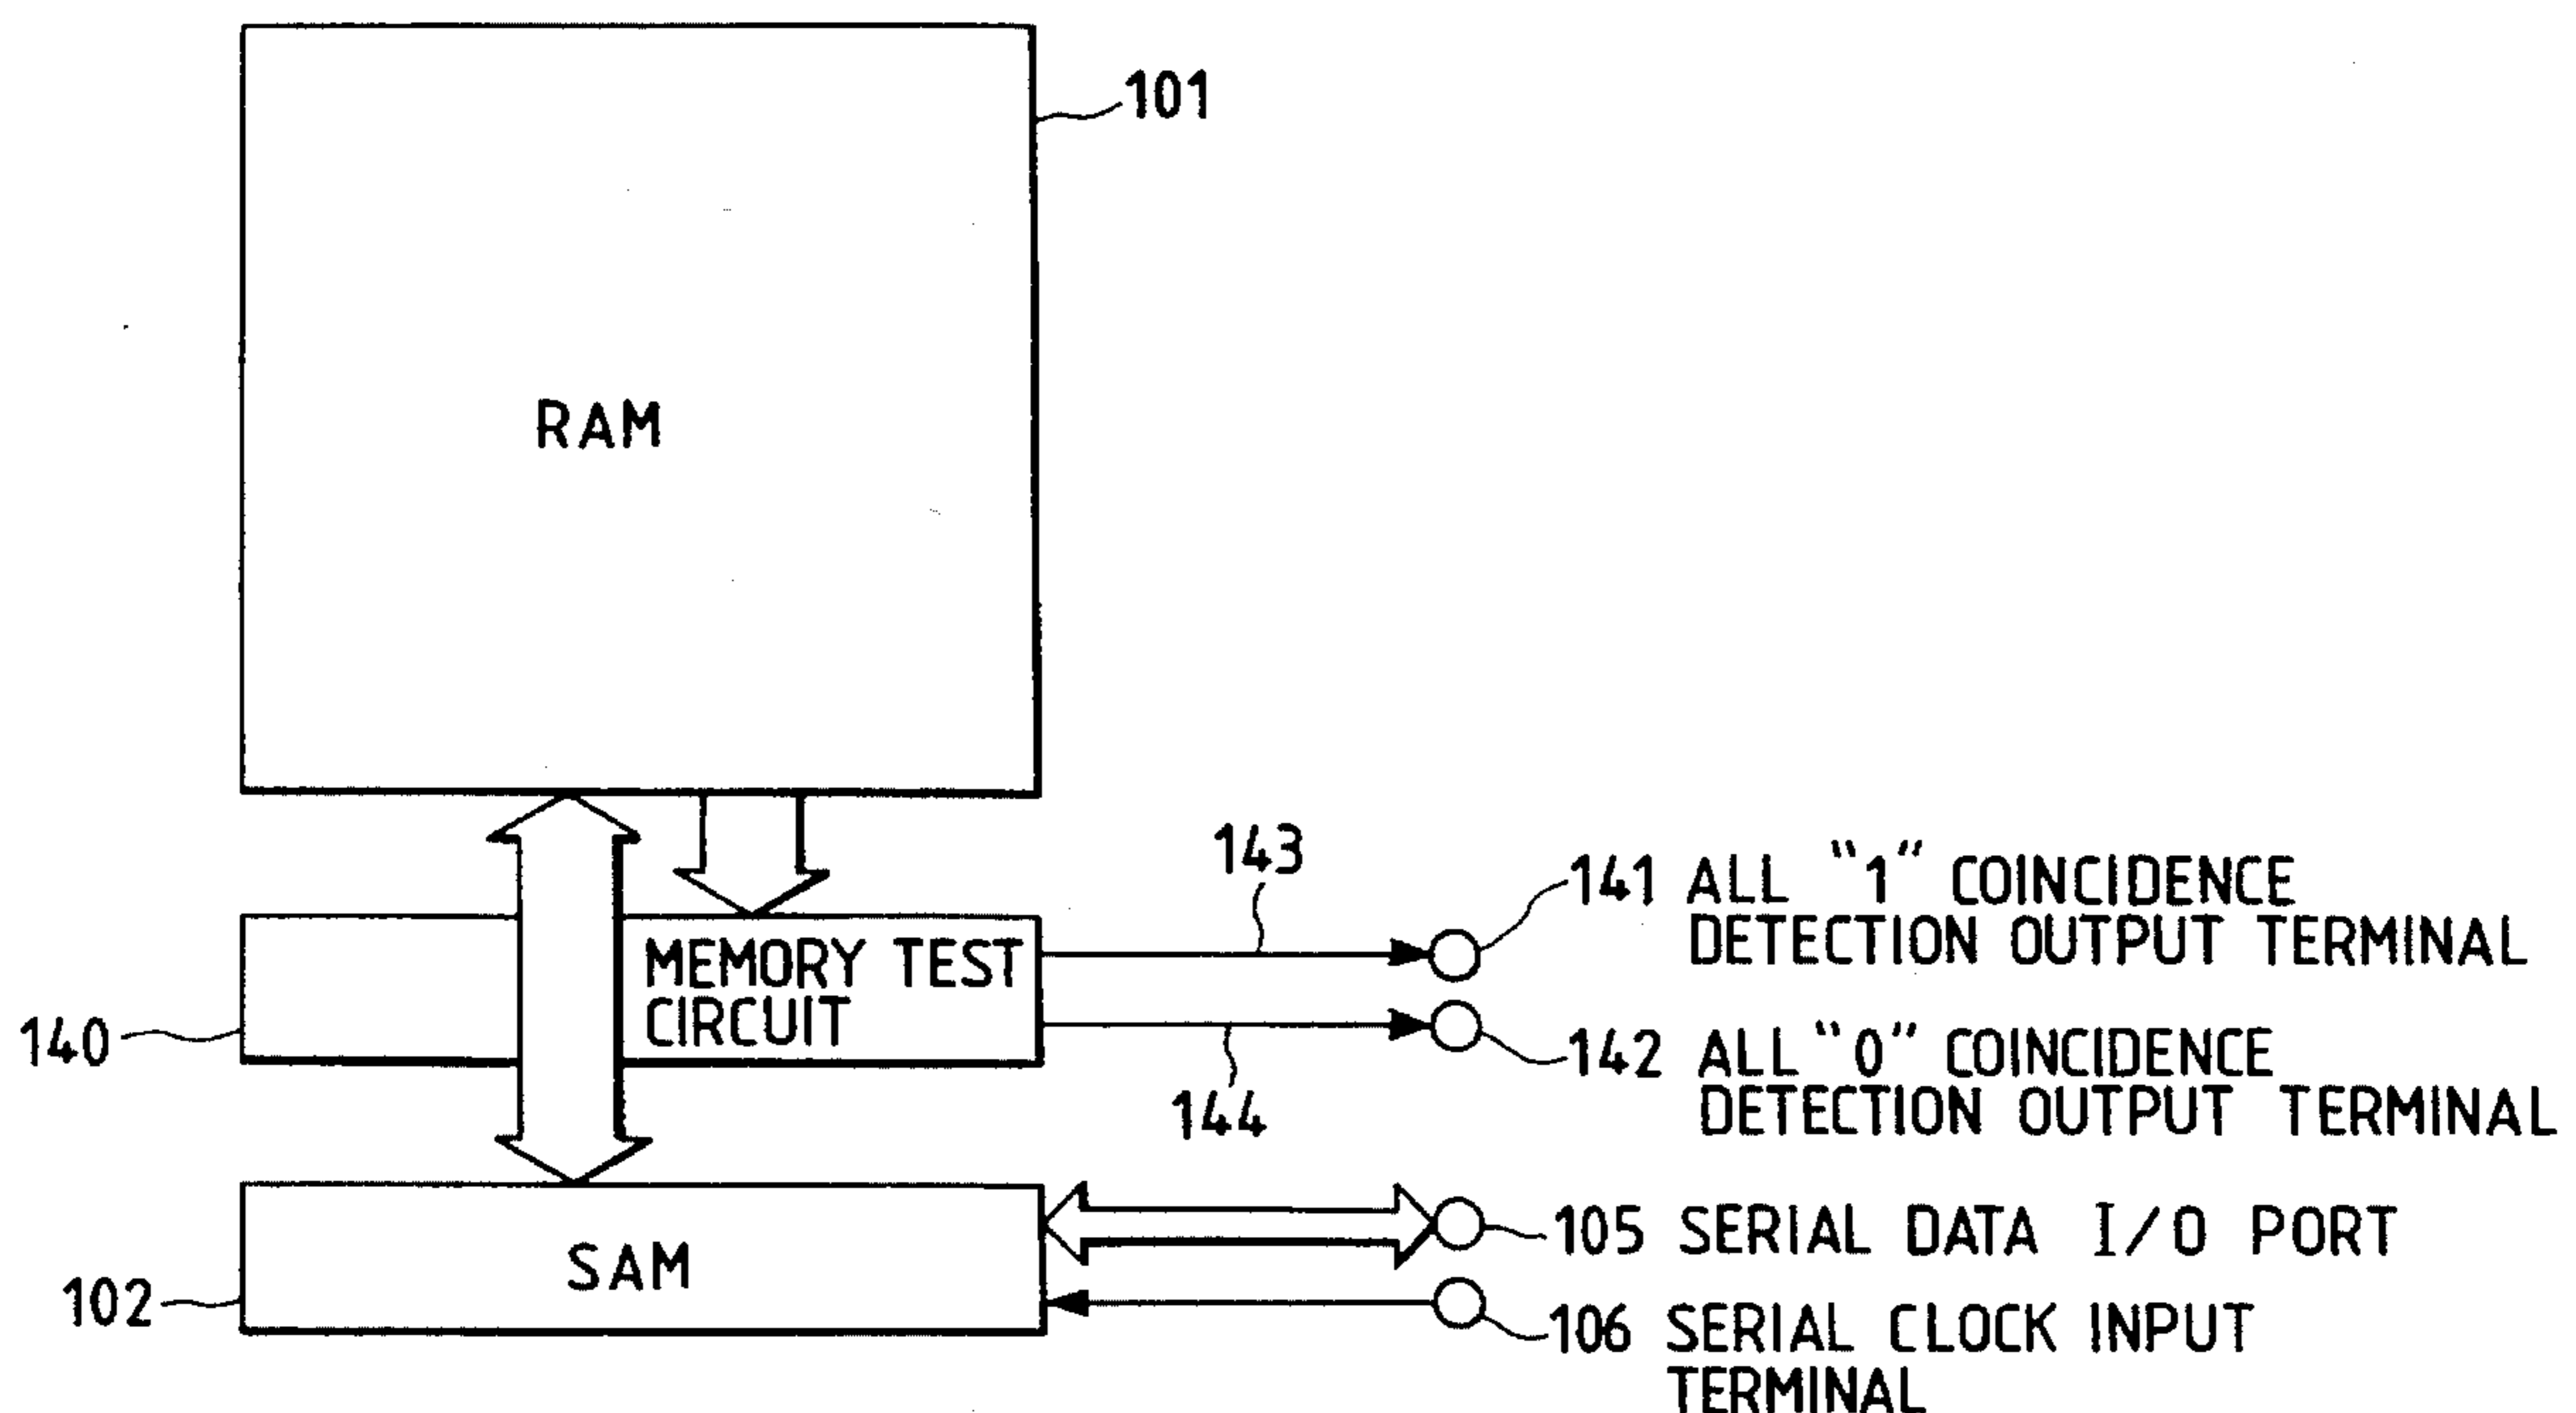 101
RAM
143
141 ALL "1" COINCIDENCE
DETECTION OUTPUT TERMINAL
MEMORY TEST
CIRCUIT
140
142 ALL "0" COINCIDENCE
DETECTION OUTPUT TERMINAL
144
105 SERIAL DATA I/O PORT
SAM
102
106 SERIAL CLOCK INPUT
TERMINAL